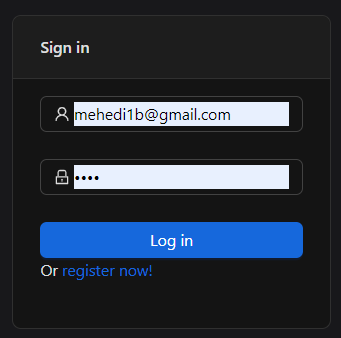 Sign in
mehedi1b@gmail.com
••••
Log in
Or register now!